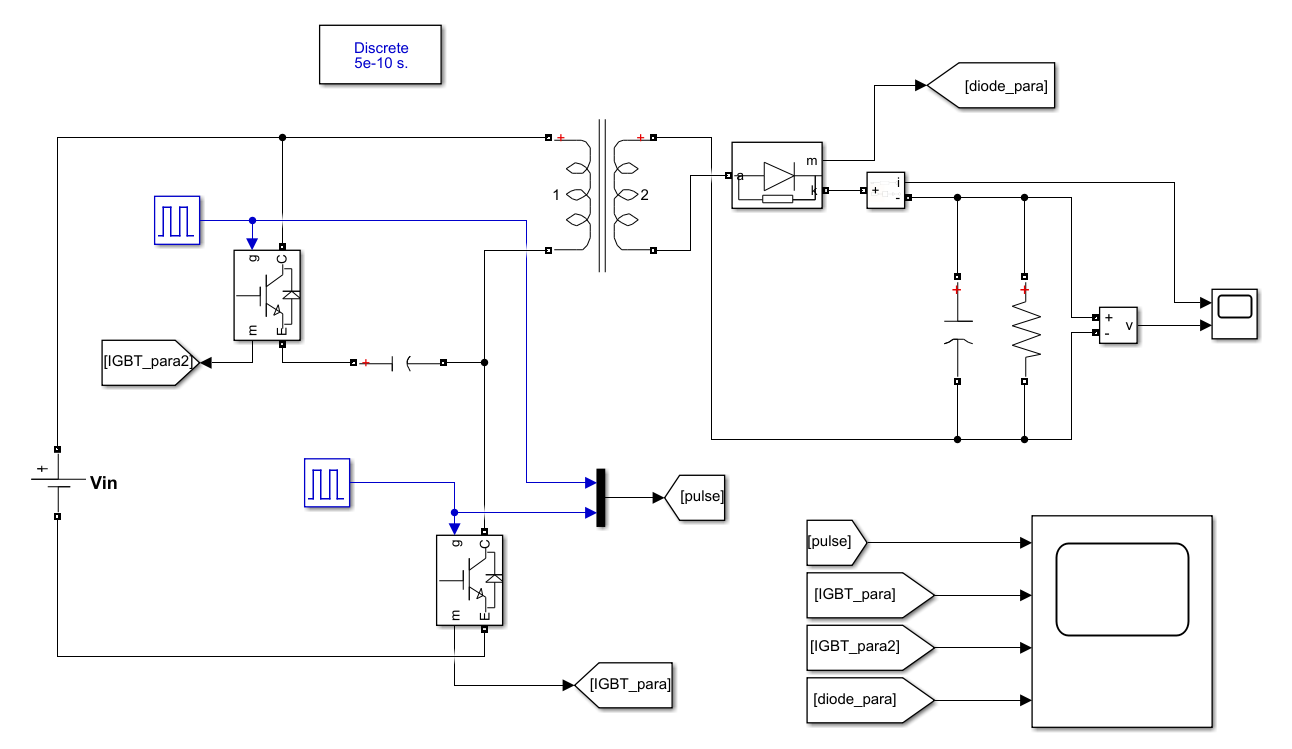 Discrete
5e-10 s.
[diode_para]
+
+
1
2
a
m
k
i
+
-
g
C
m
E
[IGBT_para2]
+
+
+
+
-
v
+
Vin
[pulse]
g
C
m
E
[IGBT_para]
[pulse]
[IGBT_para]
[IGBT_para2]
[diode_para]